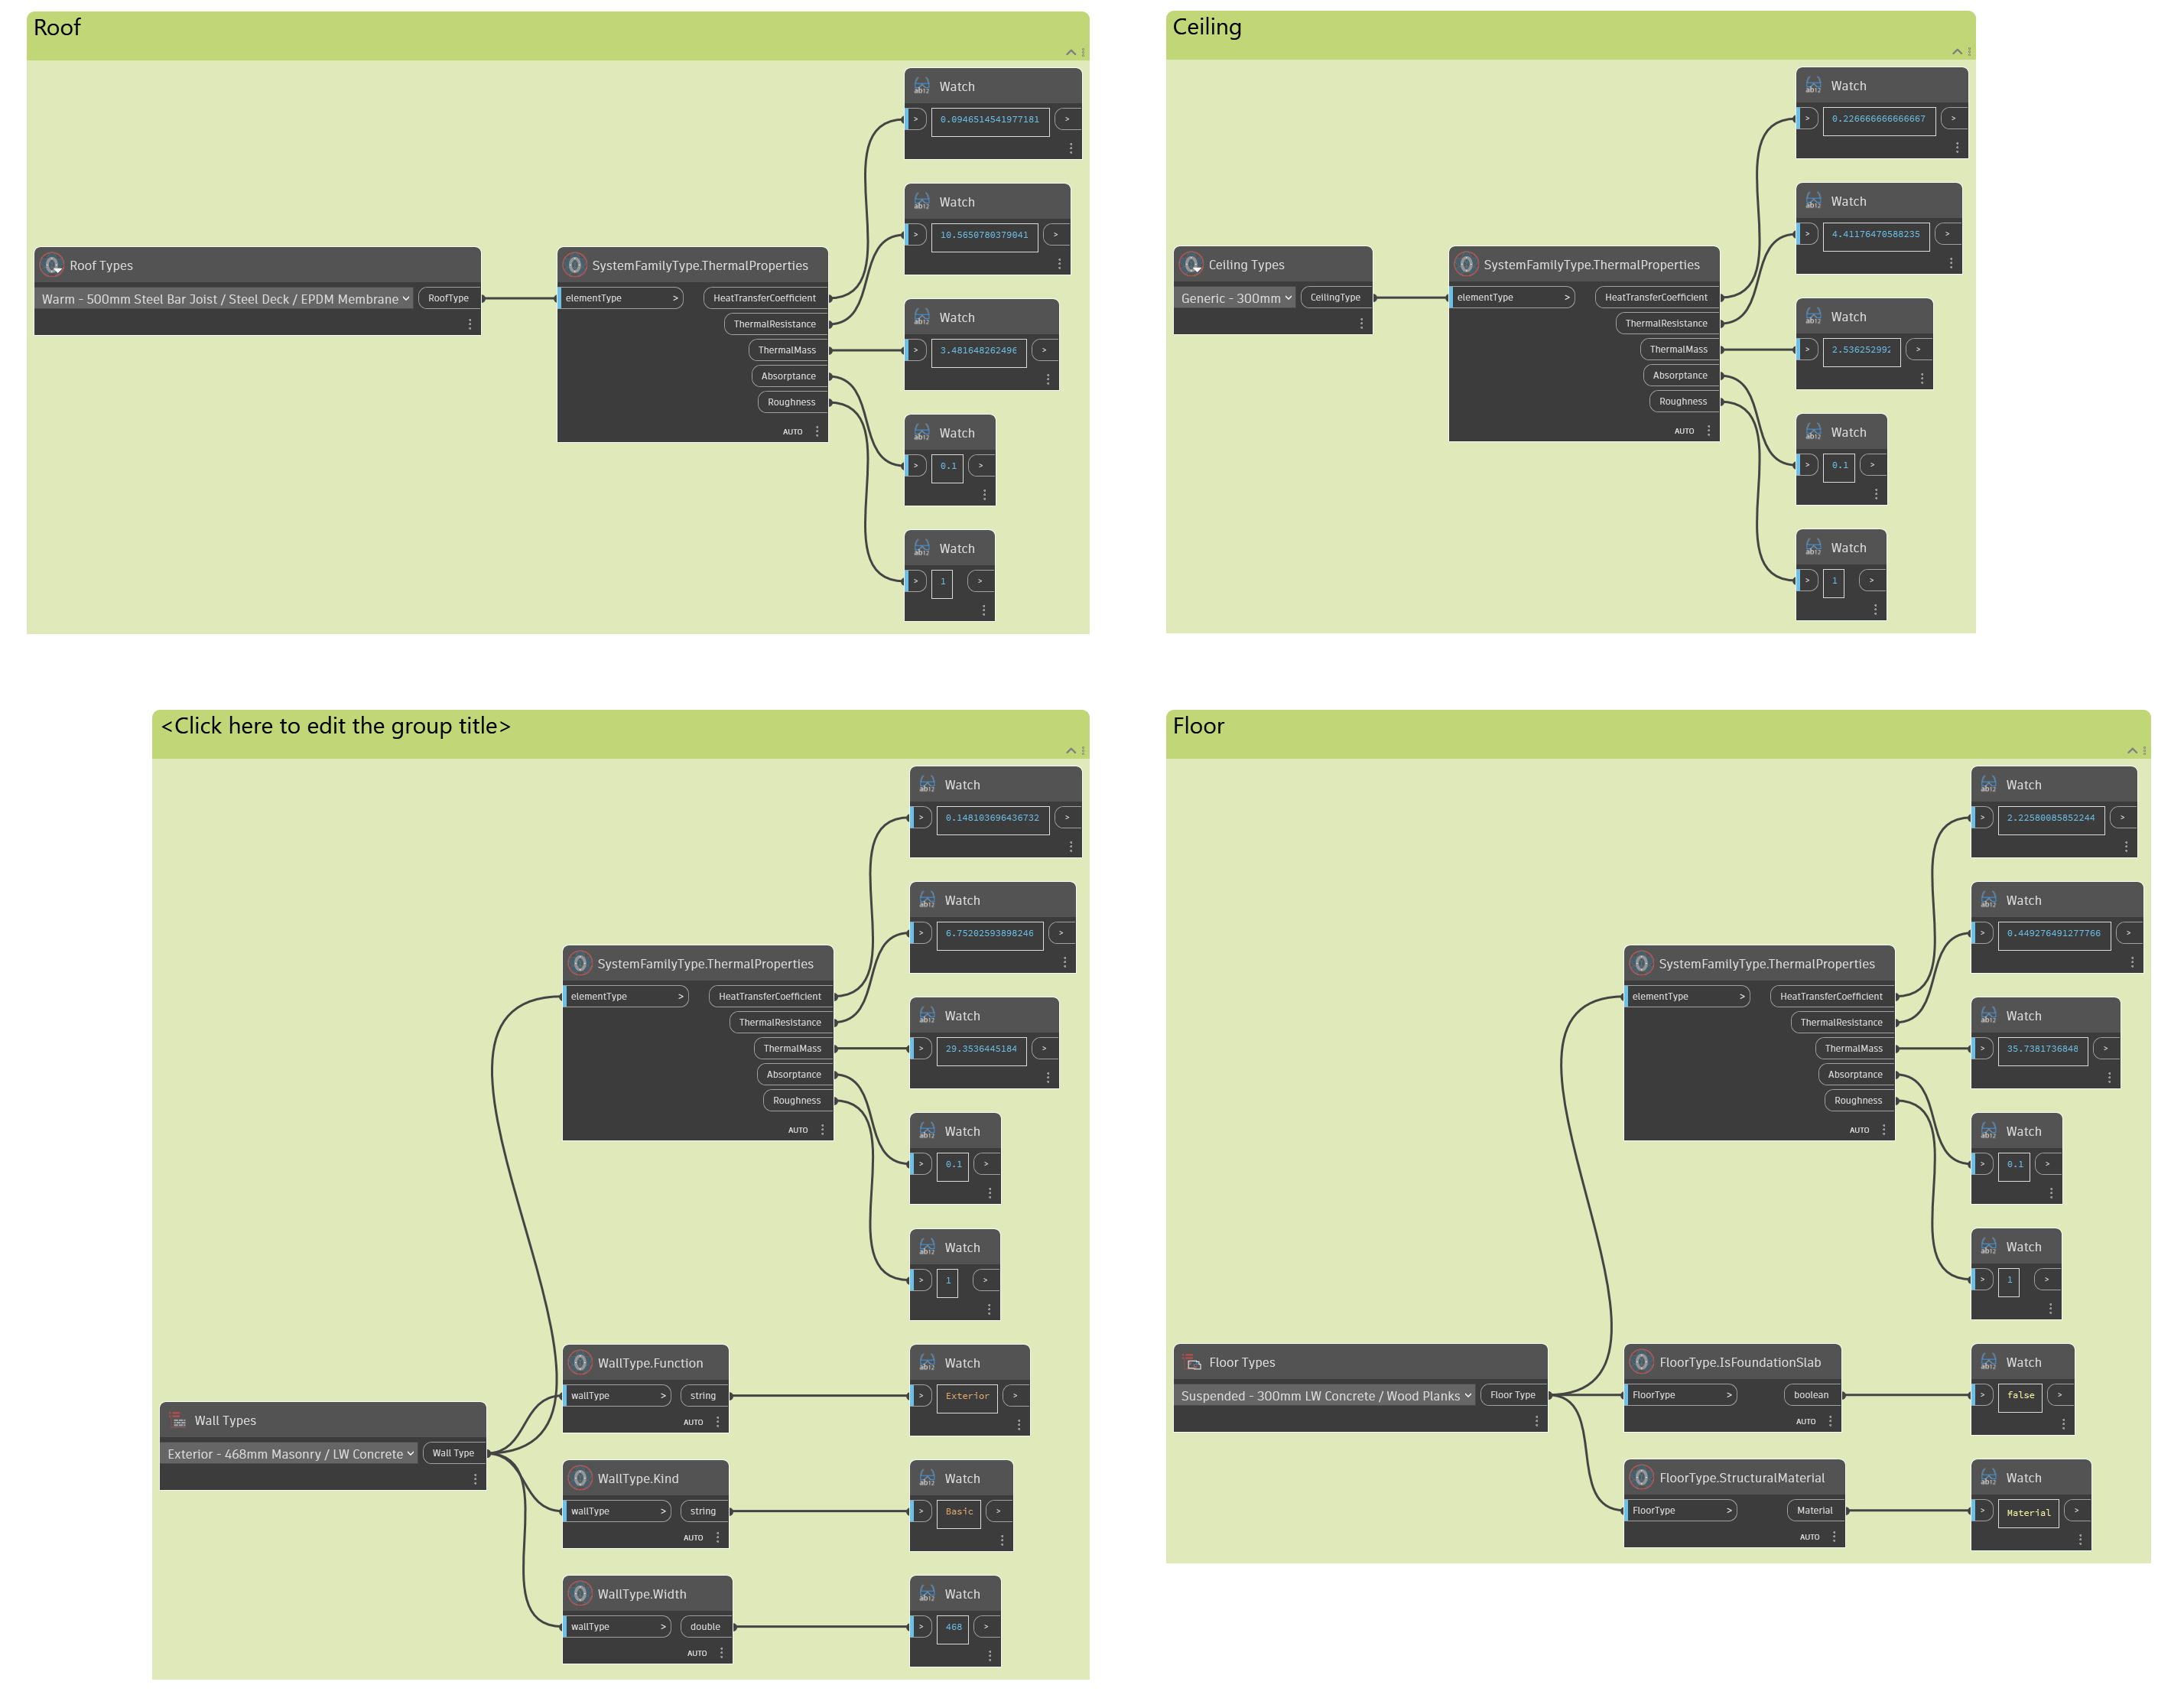 Roof
Roof Types
Warm - 500mm Steel Bar Joist / Steel Deck / EPDM Membrane
RoofType
SystemFamilyType.ThermalProperties
elementType >
HeatTransferCoefficient
ThermalResistance
ThermalMass
Absorptance
Roughness
AUTO
Watch
> 0.0946514541977181 >
Watch
> 10.5650780379041 >
Watch
> 3.481648262496 >
Watch
> 0.1 >
Watch
> 1 >
Ceiling
Ceiling Types
Generic - 300mm
CeilingType
SystemFamilyType.ThermalProperties
elementType >
HeatTransferCoefficient
ThermalResistance
ThermalMass
Absorptance
Roughness
AUTO
Watch
> 0.226666666666667 >
Watch
> 4.41176470588235 >
Watch
> 2.536252992 >
Watch
> 0.1 >
Watch
> 1 >
<Click here to edit the group title>
Wall Types
Exterior - 468mm Masonry / LW Concrete
Wall Type
SystemFamilyType.ThermalProperties
elementType >
HeatTransferCoefficient
ThermalResistance
ThermalMass
Absorptance
Roughness
AUTO
Watch
> 0.148103696436732 >
Watch
> 6.75202593898246 >
Watch
> 29.3536445184 >
Watch
> 0.1 >
Watch
> 1 >
WallType.Function
wallType > string
AUTO
Watch
> Exterior >
WallType.Kind
wallType > string
AUTO
Watch
> Basic >
WallType.Width
wallType > double
AUTO
Watch
> 468 >
Floor
Floor Types
Suspended - 300mm LW Concrete / Wood Planks
Floor Type
SystemFamilyType.ThermalProperties
elementType >
HeatTransferCoefficient
ThermalResistance
ThermalMass
Absorptance
Roughness
AUTO
Watch
> 2.22580085852244 >
Watch
> 0.449276491277766 >
Watch
> 35.7381736848 >
Watch
> 0.1 >
Watch
> 1 >
FloorType.IsFoundationSlab
FloorType > boolean
AUTO
Watch
> false >
FloorType.StructuralMaterial
FloorType > Material
AUTO
Watch
> Material >